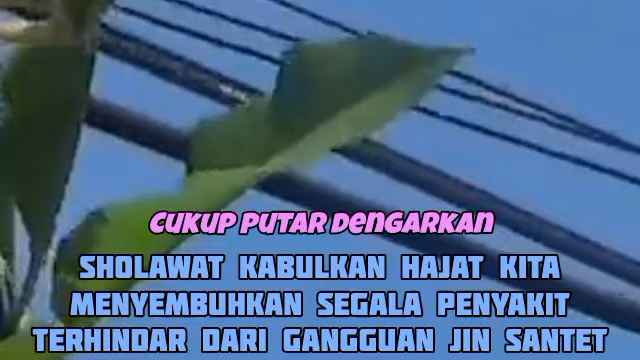 CUKUP PUTAR DENGARKAN
SHOLAWAT KABULKAN HAJAT KITA
MENYEMBUHKAN SEGALA PENYAKIT
TERHINDAR DARI GANGGUAN JIN SANTET